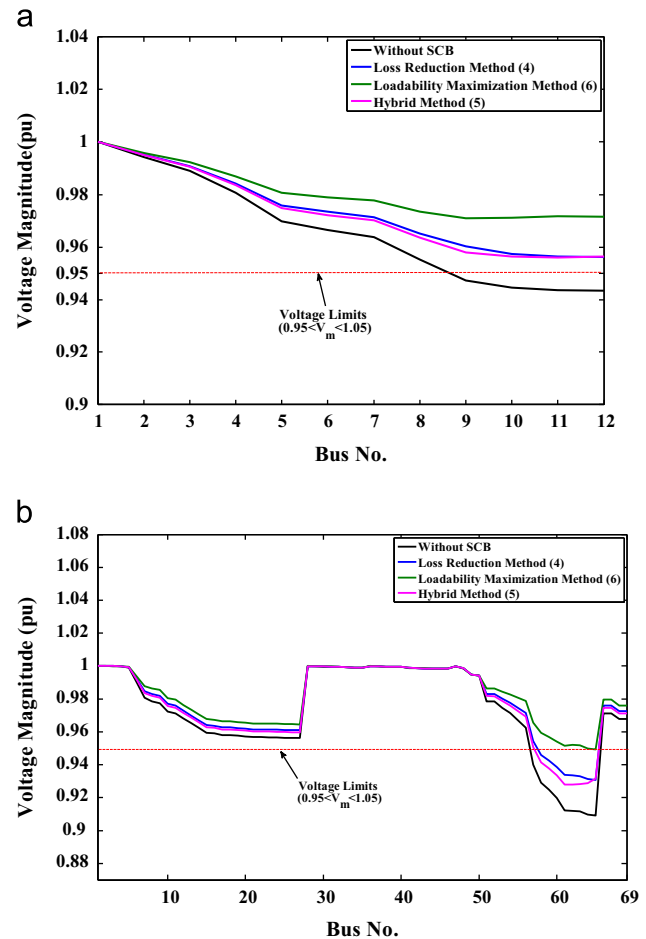 a
1.04
1.02
1
0.98
0.96
0.95
0.94
0.92
0.9
Voltage Magnitude(pu)
Without SCB
Loss Reduction Method (4)
Loadability Maximization Method (6)
Hybrid Method (5)
Voltage Limits
(0.95<Vm<1.05)
1 2 3 4 5 6 7 8 9 10 11 12
Bus No.
b
1.08
1.06
1.04
1.02
1
0.98
0.96
0.94
0.92
0.9
0.88
Voltage Magnitude (pu)
Without SCB
Loss Reduction Method (4)
Loadability Maximization Method (6)
Hybrid Method (5)
Voltage Limits
(0.95<Vm<1.05)
10 20 30 40 50 60 69
Bus No.